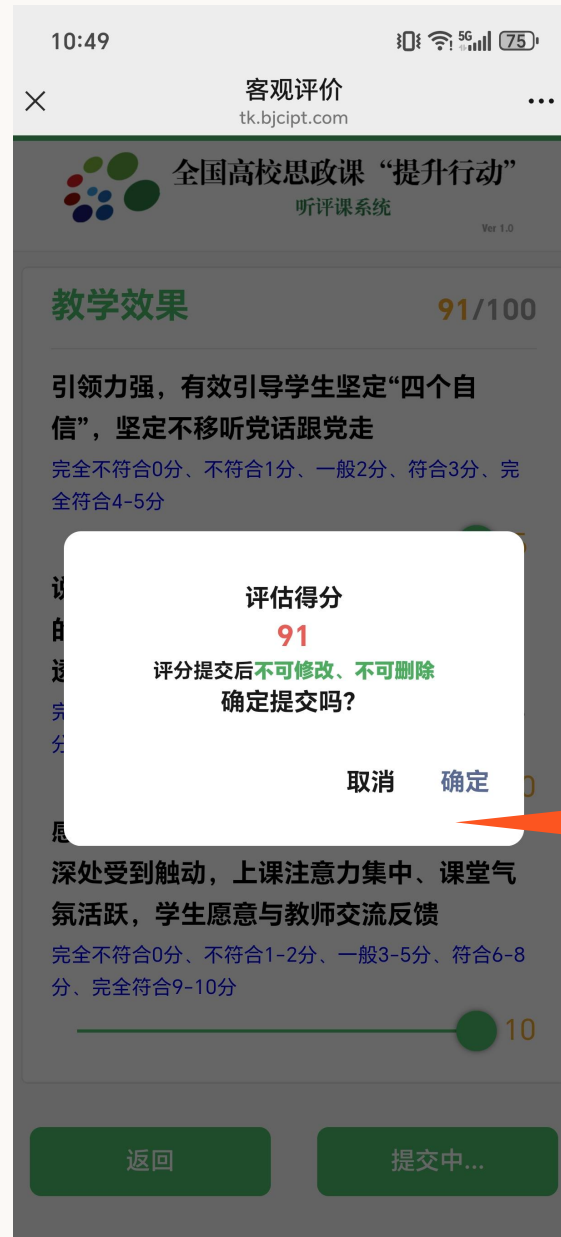 10:49
5G
75
客观评价
tk.bjcipt.com
全国高校思政课“提升行动”
听评课系统
Ver 1.0
教学效果
91/100
引领力强，有效引导学生坚定“四个自
信”，坚定不移听党话跟党走
完全不符合0分、不符合1分、一般2分、符合3分、完
全符合4-5分
评估得分
91
评分提交后不可修改、不可删除
确定提交吗？
取消
确定
深处受到触动，上课注意力集中、课堂气
氛活跃，学生愿意与教师交流反馈
完全不符合0分、不符合1-2分、一般3-5分、符合6-8
分、完全符合9-10分
10
返回
提交中...